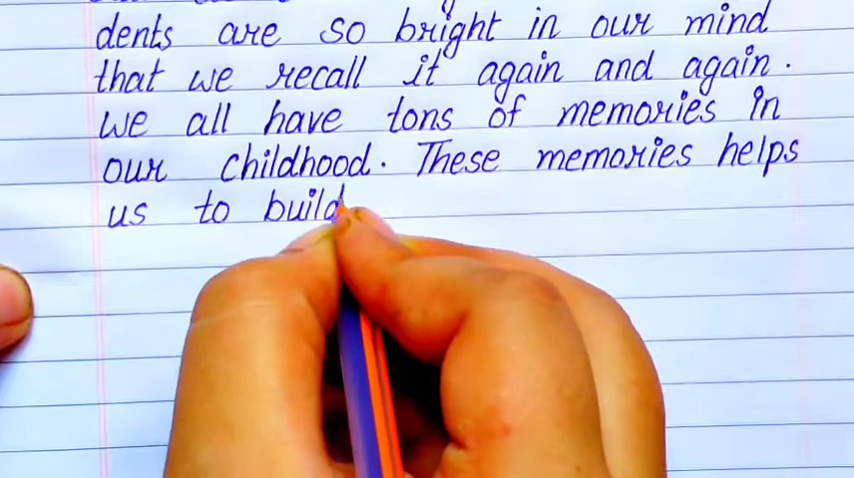 dents are so bright in our mind
that we recall it again and again.
we all have tons of memories in
our childhood. These memories helps
us to build